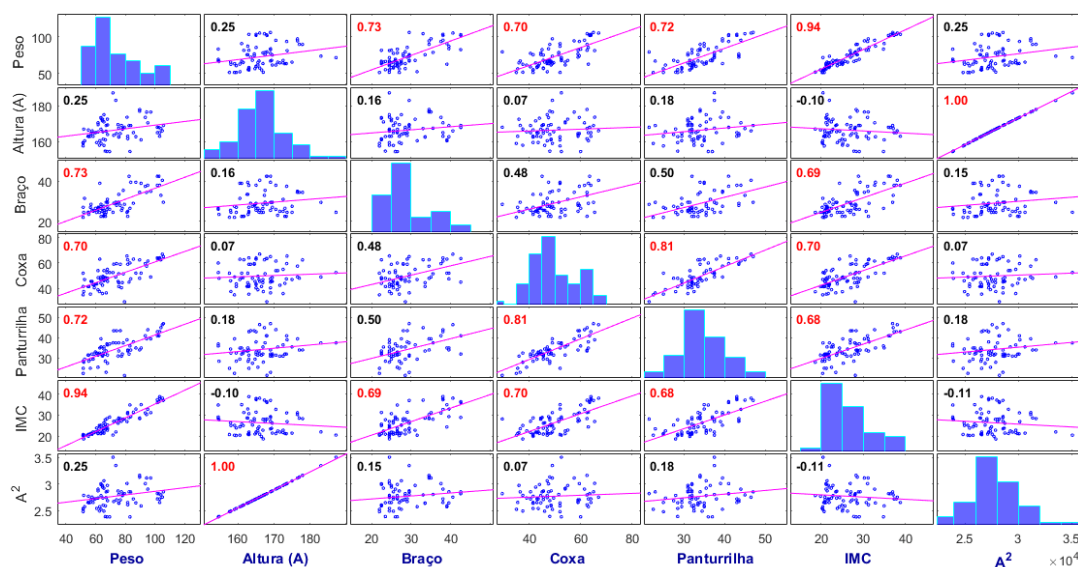 Peso 100 50 0.25 0.73 0.70 0.72 0.94 0.25
Altura (A) 180 160 0.25 0.16 0.07 0.18 -0.10 1.00
Braço 40 20 0.73 0.16 0.48 0.50 0.69 0.15
Coxa 80 60 40 0.70 0.07 0.48 0.81 0.70 0.07
Panturrilha 50 40 30 0.72 0.18 0.50 0.81 0.68 0.18
IMC 40 30 20 0.94 -0.10 0.69 0.70 0.68 -0.11
A² 3.5 3 2.5 0.25 1.00 0.15 0.07 0.18 -0.11
40 60 80 100 120 160 170 180 20 30 40 40 60 80 30 40 50 20 30 40 2.5 3 3.5
×10⁴
Peso Altura (A) Braço Coxa Panturrilha IMC A²